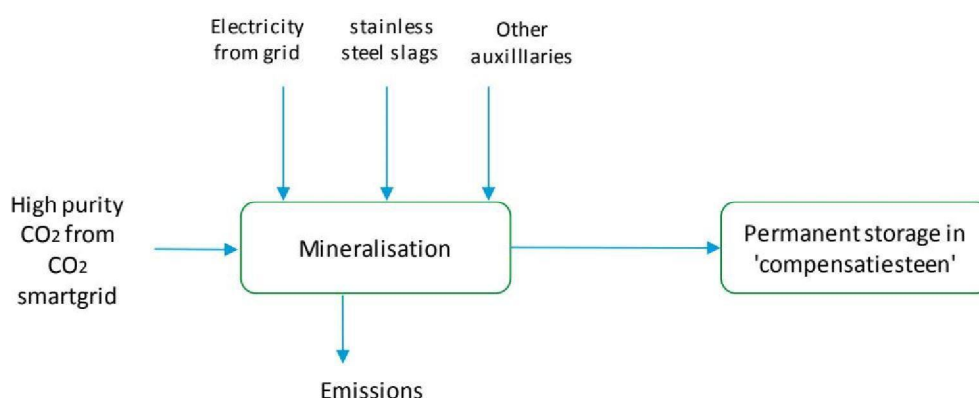 Electricity
from grid
stainless
steel slags
Other
auxilllaries
High purity
CO2 from
CO2
smartgrid
Mineralisation
Permanent storage in
'compensatiesteen'
Emissions